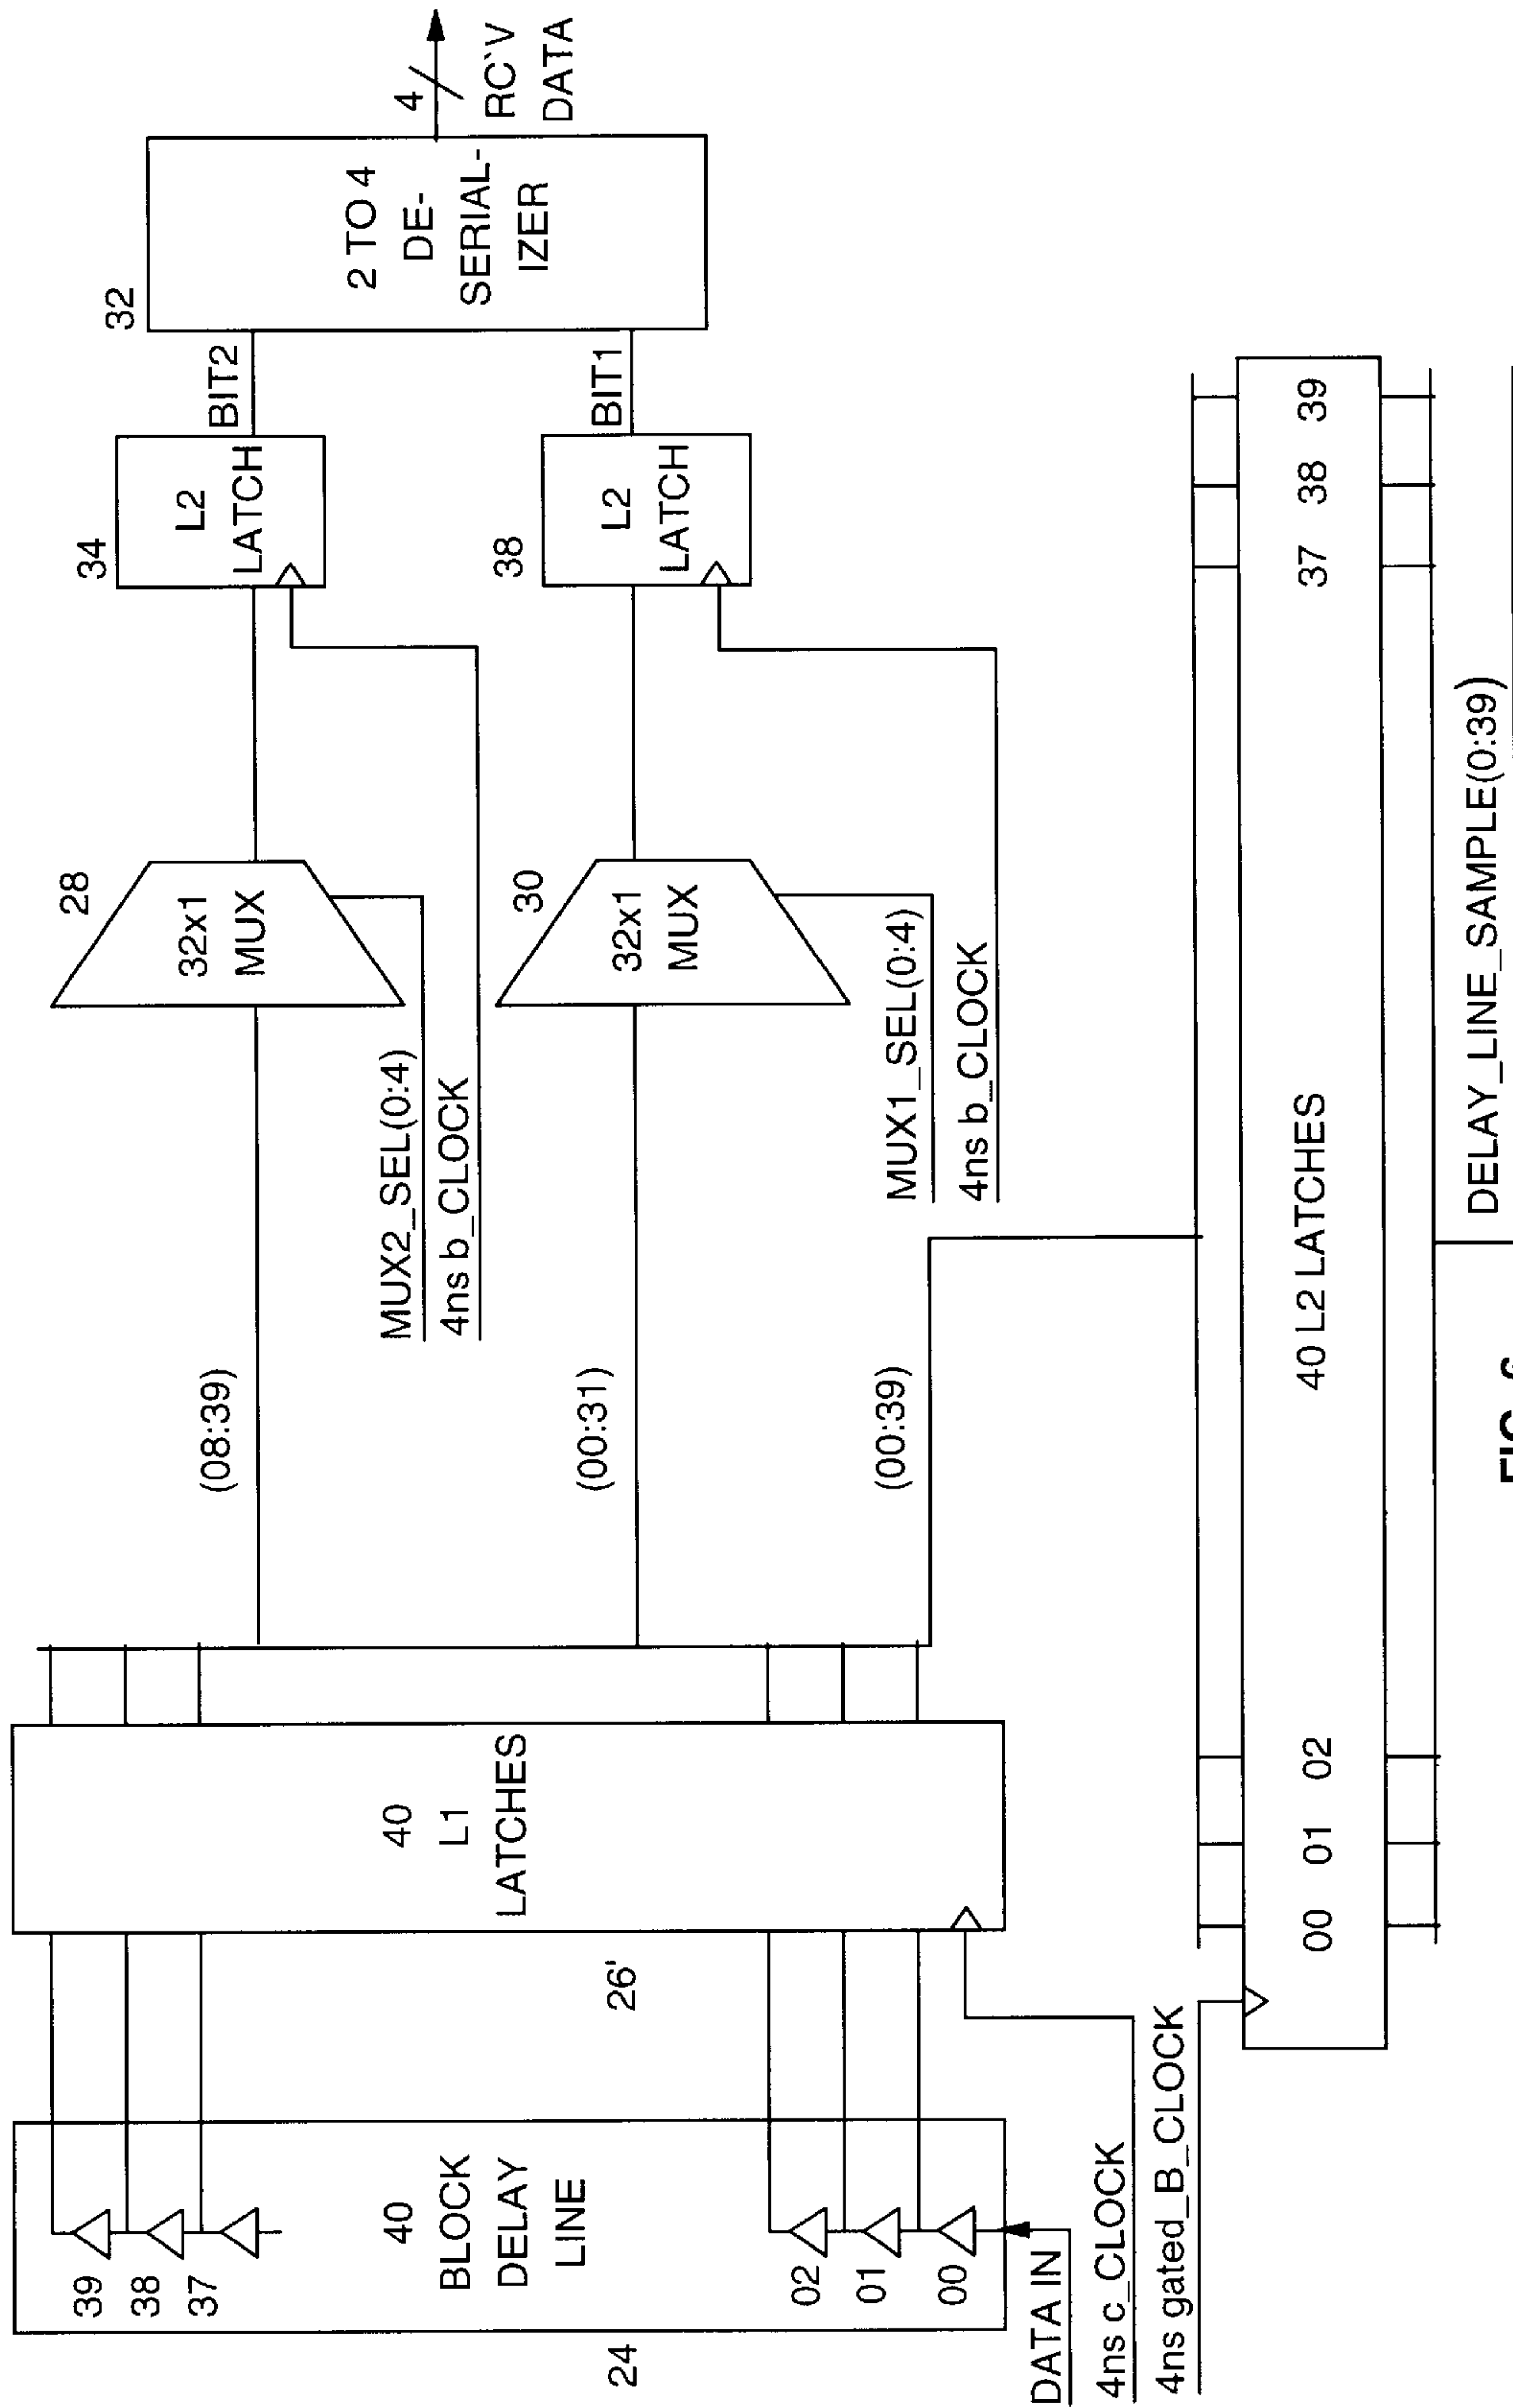 39
38
37
40
BLOCK
DELAY
LINE
02
01
00
24
DATA IN
4ns c_CLOCK
4ns gated_B_CLOCK
40
L1
LATCHES
26'
(08:39)
(00:31)
(00:39)
MUX2_SEL(0:4)
4ns b_CLOCK
28
32x1
MUX
30
32x1
MUX
MUX1_SEL(0:4)
4ns b_CLOCK
34
L2
LATCH
BIT2
38
L2
LATCH
BIT1
32
2 TO 4
DE-
SERIAL-
IZER
4
RC`V
DATA
00 01 02 40 L2 LATCHES 37 38 39
DELAY_LINE_SAMPLE(0:39)
FIG.